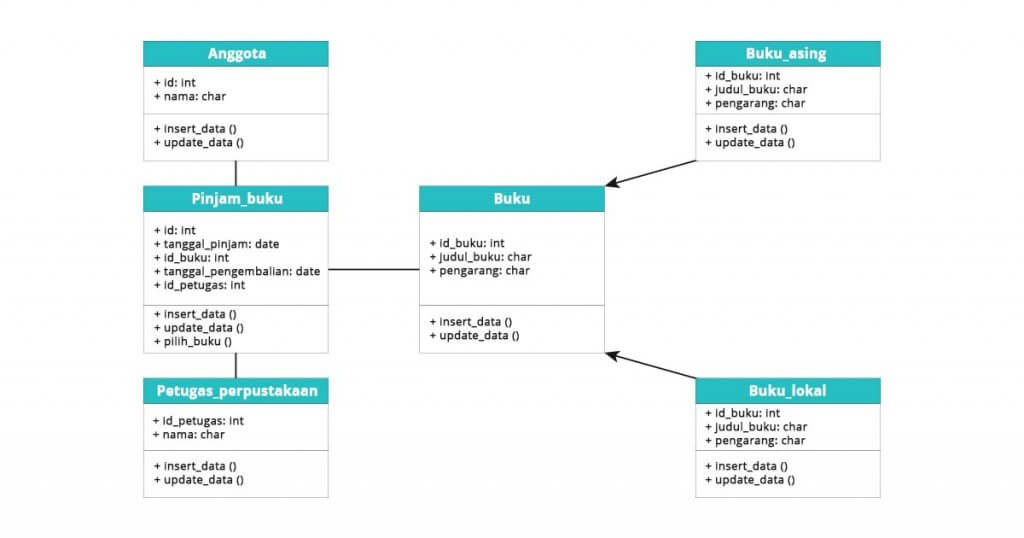 Anggota
+ id: int
+ nama: char
+ insert_data ()
+ update_data ()
Pinjam_buku
+ id: int
+ tanggal_pinjam: date
+ id_buku: int
+ tanggal_pengembalian: date
+ id_petugas: int
+ insert_data ()
+ update_data ()
+ pilih_buku ()
Petugas_perpustakaan
+ id_petugas: int
+ nama: char
+ insert_data ()
+ update_data ()
Buku
+ id_buku: int
+ judul_buku: char
+ pengarang: char
+ insert_data ()
+ update_data ()
Buku_asing
+ id_buku: int
+ judul_buku: char
+ pengarang: char
+ insert_data ()
+ update_data ()
Buku_lokal
+ id_buku: int
+ judul_buku: char
+ pengarang: char
+ insert_data ()
+ update_data ()